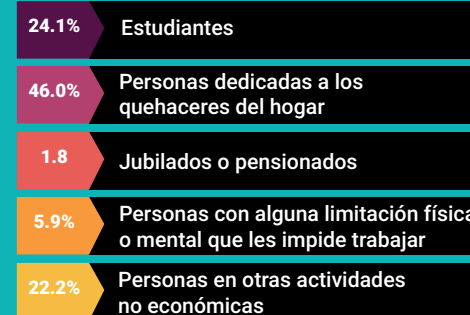 24.1% Estudiantes
46.0% Personas dedicadas a los
quehaceres del hogar
1.8 Jubilados o pensionados
5.9% Personas con alguna limitación física
o mental que les impide trabajar
22.2% Personas en otras actividades
no económicas